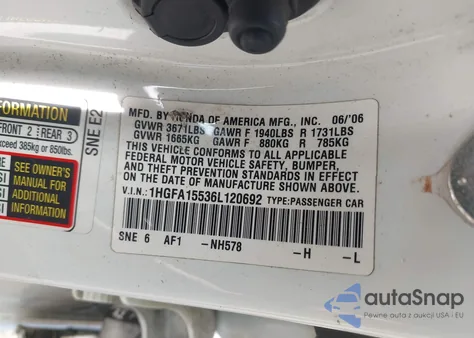 MFD. BY HONDA OF AMERICA MFG., INC. 06/'06
GVWR 3671LBS GAWR F 1940LBS R 1731LBS
GVWR 1665KG GAWR F 880KG R 785KG
THIS VEHICLE CONFORMS TO ALL APPLICABLE
FEDERAL MOTOR VEHICLE SAFETY, BUMPER,
AND THEFT PREVENTION STANDARDS IN EFFECT
ON THE DATE OF MANUFACTURE SHOWN ABOVE.
V.I.N.: 1HGFA15536L120692 TYPE:PASSENGER CAR
SNE 6 AF1 -NH578 -H -L
FORMATION
FRONT 2 REAR 3
exceed 385kg or 850lbs.
SEE OWNER'S
MANUAL FOR
ADDITIONAL
INFORMATION
SNE E2
autoSnap
Pewne auta z aukcji USA i EU